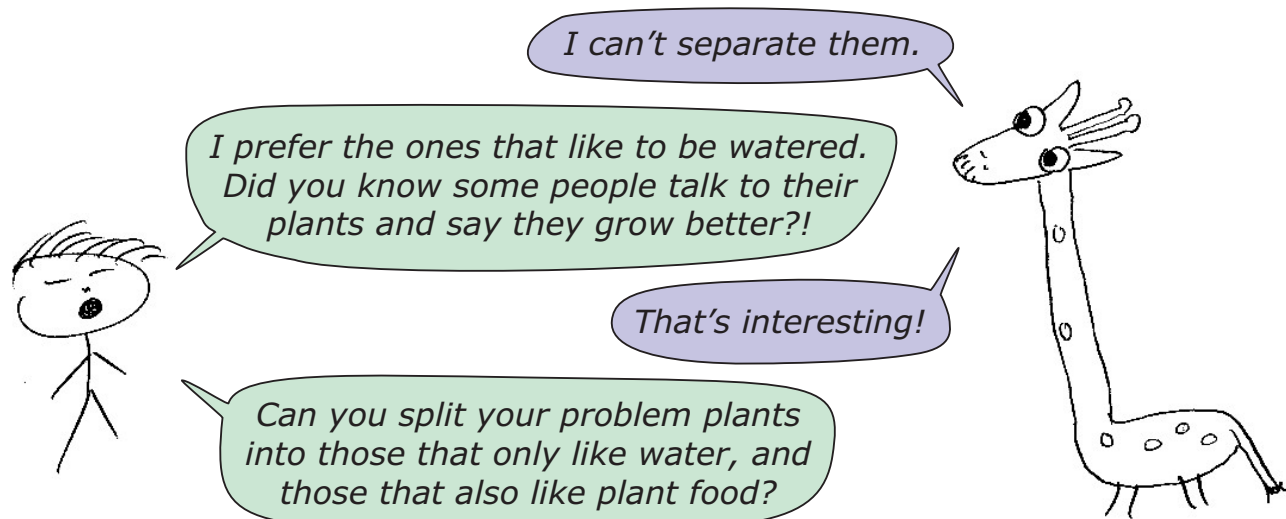 I can't separate them.
I prefer the ones that like to be watered.
Did you know some people talk to their
plants and say they grow better?!
That's interesting!
Can you split your problem plants
into those that only like water, and
those that also like plant food?